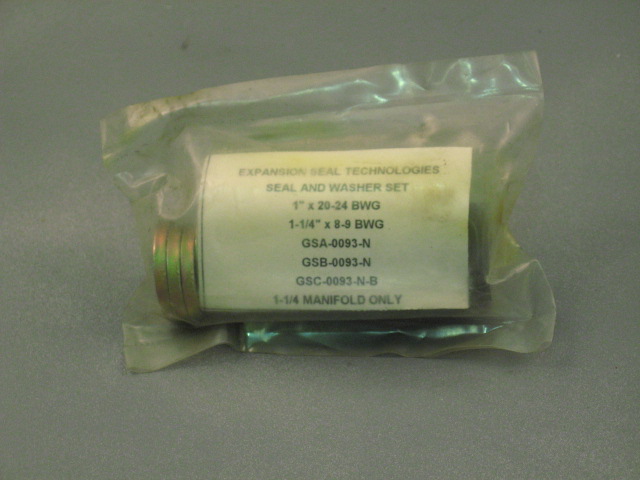 EXPANSION SEAL TECHNOLOGIES
SEAL AND WASHER SET
1" x 20-24 BWG
1-1/4" x 8-9 BWG
GSA-0093-N
GSB-0093-N
GSC-0093-N-B
1-1/4 MANIFOLD ONLY